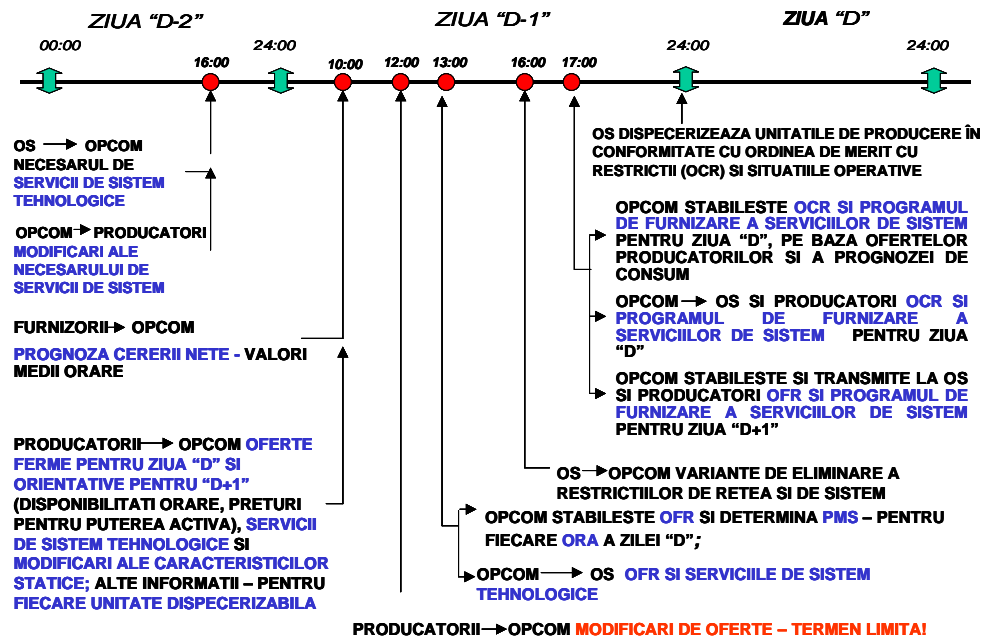 ZIUA “D-2”
ZIUA “D-1”
ZIUA “D”
00:00
24:00
24:00
24:00
16:00
10:00
12:00
13:00
16:00
17:00
OS → OPCOM
NECESARUL DE
SERVICII DE SISTEM
TEHNOLOGICE
OPCOM→PRODUCATORI
MODIFICARI ALE
NECESARULUI DE
SERVICII DE SISTEM
FURNIZORII→ OPCOM
PROGNOZA CERERII NETE - VALORI
MEDII ORARE
PRODUCATORII→ OPCOM OFERTE
FERME PENTRU ZIUA “D” SI
ORIENTATIVE PENTRU “D+1”
(DISPONIBILITATI ORARE, PRETURI
PENTRU PUTEREA ACTIVA), SERVICII
DE SISTEM TEHNOLOGICE SI
MODIFICARI ALE CARACTERISTICILOR
STATICE; ALTE INFORMATII – PENTRU
FIECARE UNITATE DISPECERIZABILA
OS DISPECERIZEAZA UNITATILE DE PRODUCERE ÎN
CONFORMITATE CU ORDINEA DE MERIT CU
RESTRICTII (OCR) SI SITUATIILE OPERATIVE
OPCOM STABILESTE OCR SI PROGRAMUL
DE FURNIZARE A SERVICIILOR DE SISTEM
PENTRU ZIUA “D”, PE BAZA OFERTELOR
PRODUCATORILOR SI A PROGNOZEI DE
CONSUM
OPCOM→ OS SI PRODUCATORI OCR SI
PROGRAMUL DE FURNIZARE A
SERVICIILOR DE SISTEM PENTRU ZIUA
“D”
OPCOM STABILESTE SI TRANSMITE LA OS
SI PRODUCATORI OFR SI PROGRAMUL DE
FURNIZARE A SERVICIILOR DE SISTEM
PENTRU ZIUA “D+1”
OS→OPCOM VARIANTE DE ELIMINARE A
RESTRICTIILOR DE RETEA SI DE SISTEM
OPCOM STABILESTE OFR SI DETERMINA PMS – PENTRU
FIECARE ORA A ZILEI “D”;
OPCOM → OS OFR SI SERVICIILE DE SISTEM
TEHNOLOGICE
PRODUCATORII→OPCOM MODIFICARI DE OFERTE – TERMEN LIMITA!